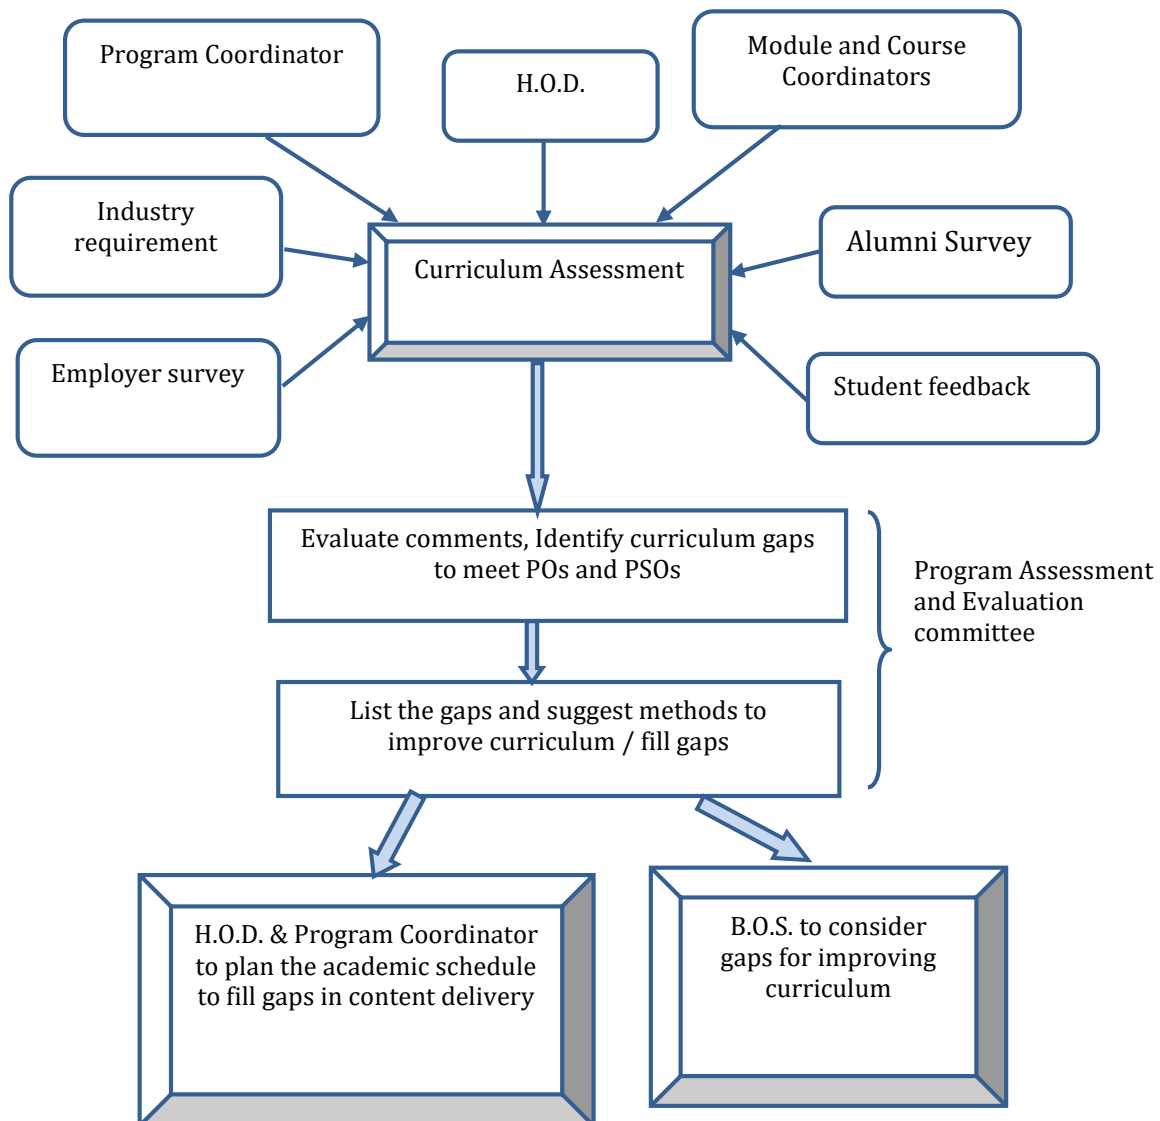 Program Coordinator
H.O.D.
Module and Course
Coordinators
Industry
requirement
Curriculum Assessment
Alumni Survey
Employer survey
Student feedback
Evaluate comments, Identify curriculum gaps
to meet POs and PSOs
Program Assessment
and Evaluation
committee
List the gaps and suggest methods to
improve curriculum / fill gaps
H.O.D. & Program Coordinator
to plan the academic schedule
to fill gaps in content delivery
B.O.S. to consider
gaps for improving
curriculum